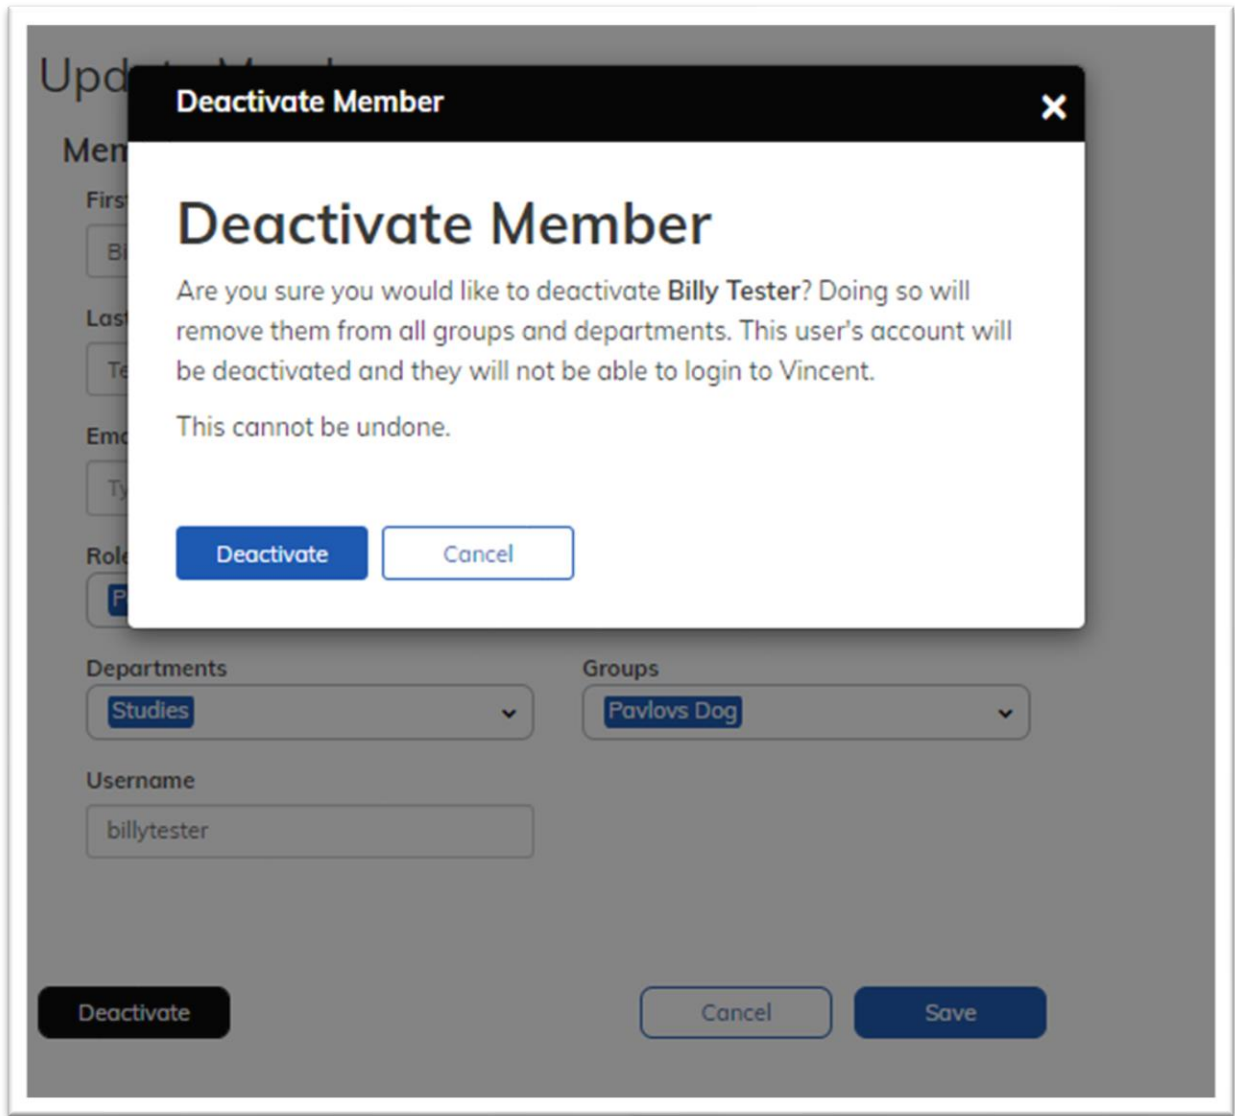 Deactivate Member
Deactivate Member
Are you sure you would like to deactivate Billy Tester? Doing so will
remove them from all groups and departments. This user's account will
be deactivated and they will not be able to login to Vincent.
This cannot be undone.
Deactivate Cancel
Departments Groups
Studies Pavlovs Dog
Username
billytester
Deactivate Cancel Save